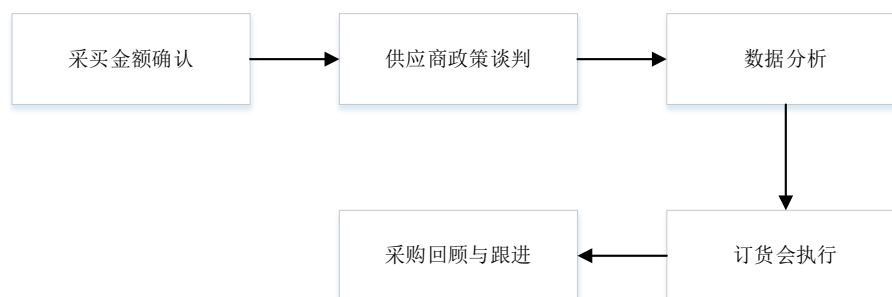 采买金额确认
供应商政策谈判
数据分析
订货会执行
采购回顾与跟进